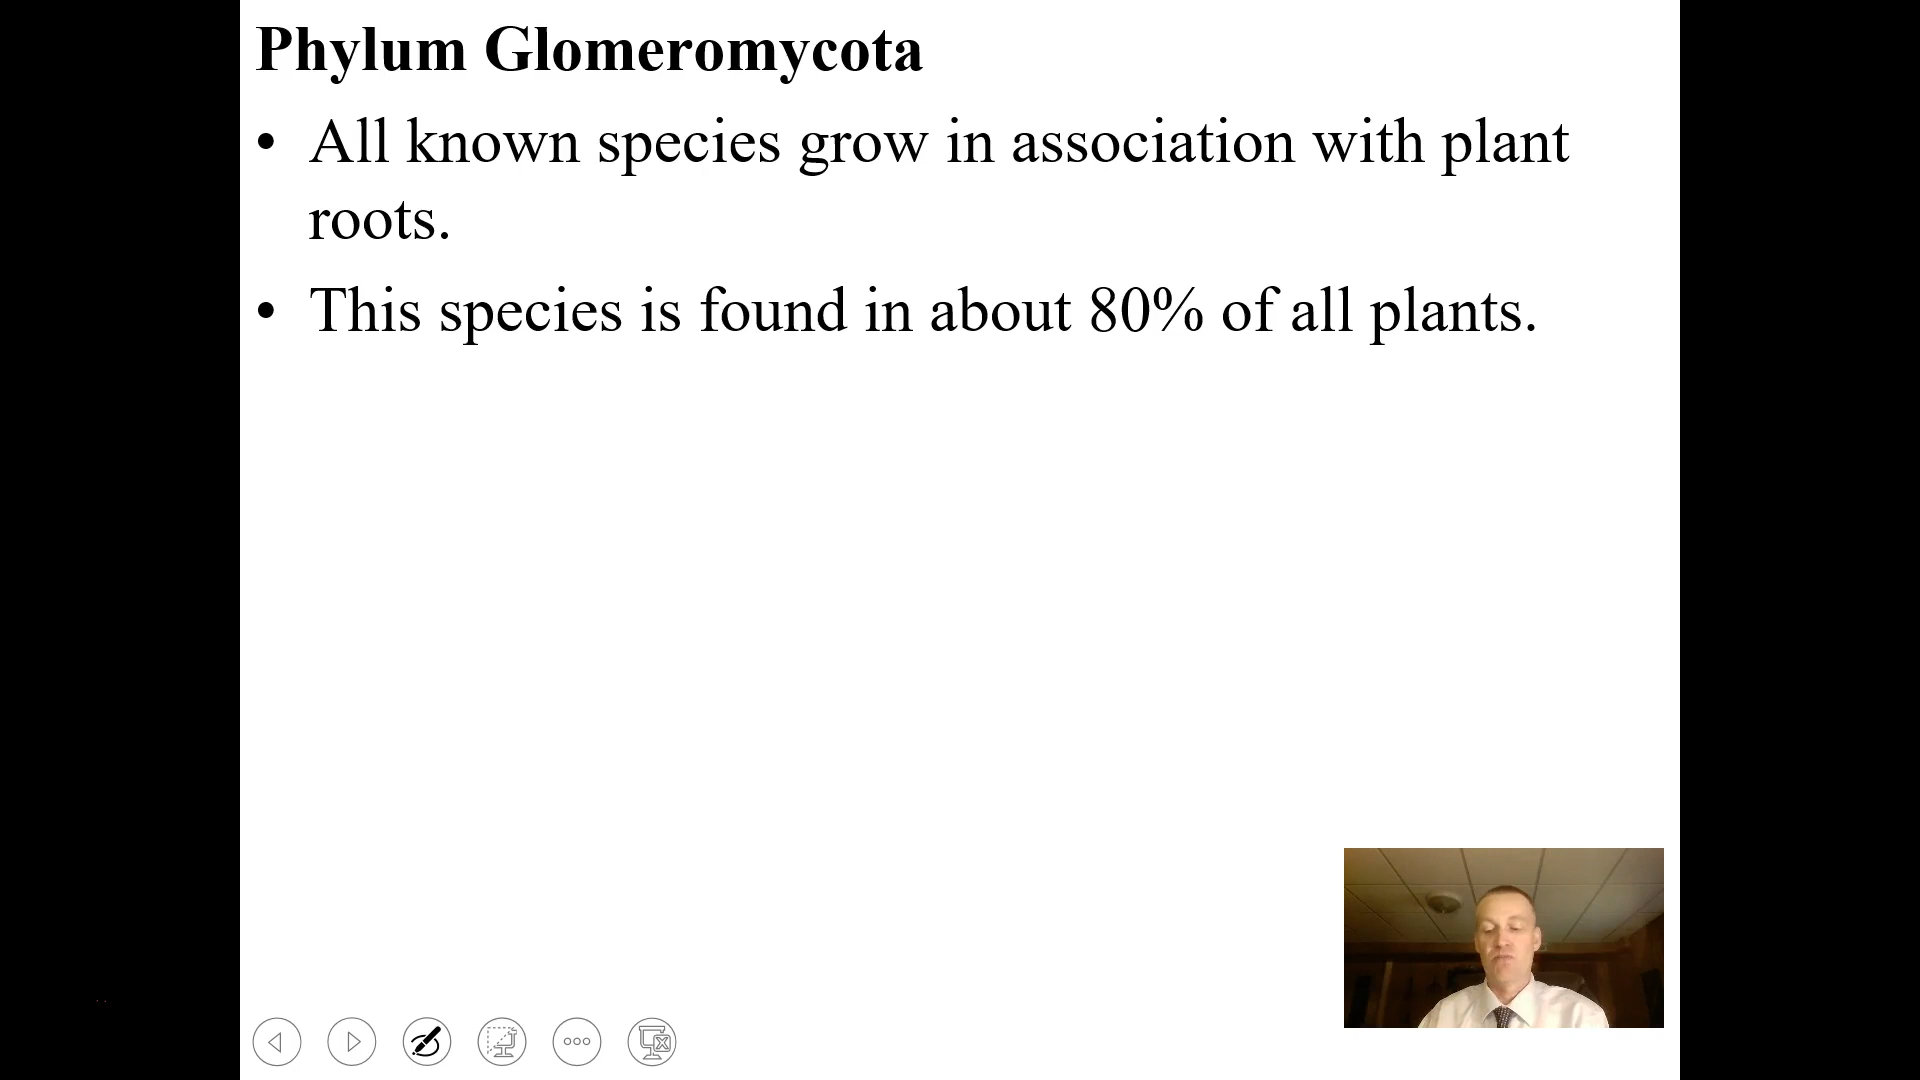 Phylum Glomeromycota
• All known species grow in association with plant
roots.
• This species is found in about 80% of all plants.